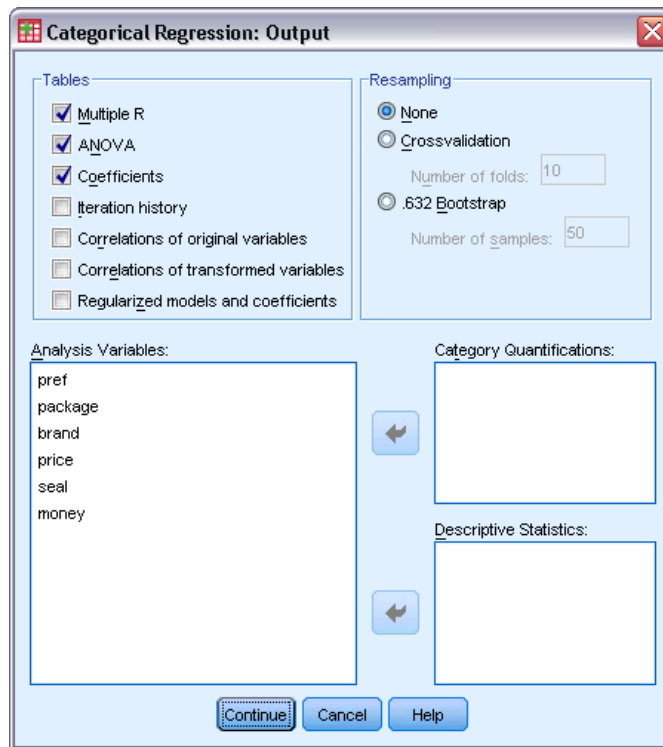 Categorical Regression: Output
Tables
Multiple R
ANOVA
Coefficients
Iteration history
Correlations of original variables
Correlations of transformed variables
Regularized models and coefficients
Resampling
None
Crossvalidation
Number of folds: 10
.632 Bootstrap
Number of samples: 50
Analysis Variables:
pref
package
brand
price
seal
money
Category Quantifications:
Descriptive Statistics:
Continue Cancel Help